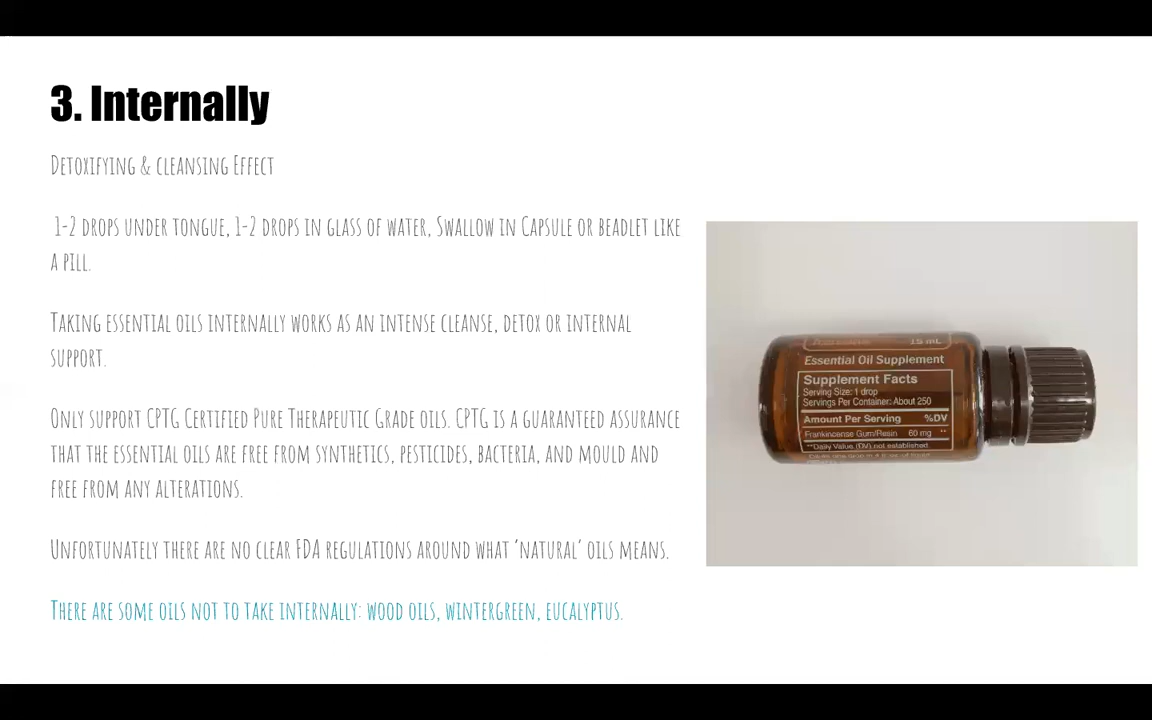 3. Internally
Detoxifying & cleansing Effect
1-2 drops under tongue, 1-2 drops in glass of water, Swallow in Capsule or beadlet like
a pill.
Taking essential oils internally works as an intense cleanse, detox or internal
support.
Only support CPTG Certified Pure Therapeutic Grade oils. CPTG is a guaranteed assurance
that the essential oils are free from synthetics, pesticides, bacteria, and mould and
free from any alterations.
Unfortunately there are no clear FDA regulations around what 'natural' oils means.
There are some oils not to take internally: wood oils, wintergreen, eucalyptus.
15 mL
Essential Oil Supplement
Supplement Facts
Serving Size: 1 drop
Servings Per Container: About 250
Amount Per Serving %DV
Frankincense Gum/Resin 60 mg **
**Daily Value (DV) not established.